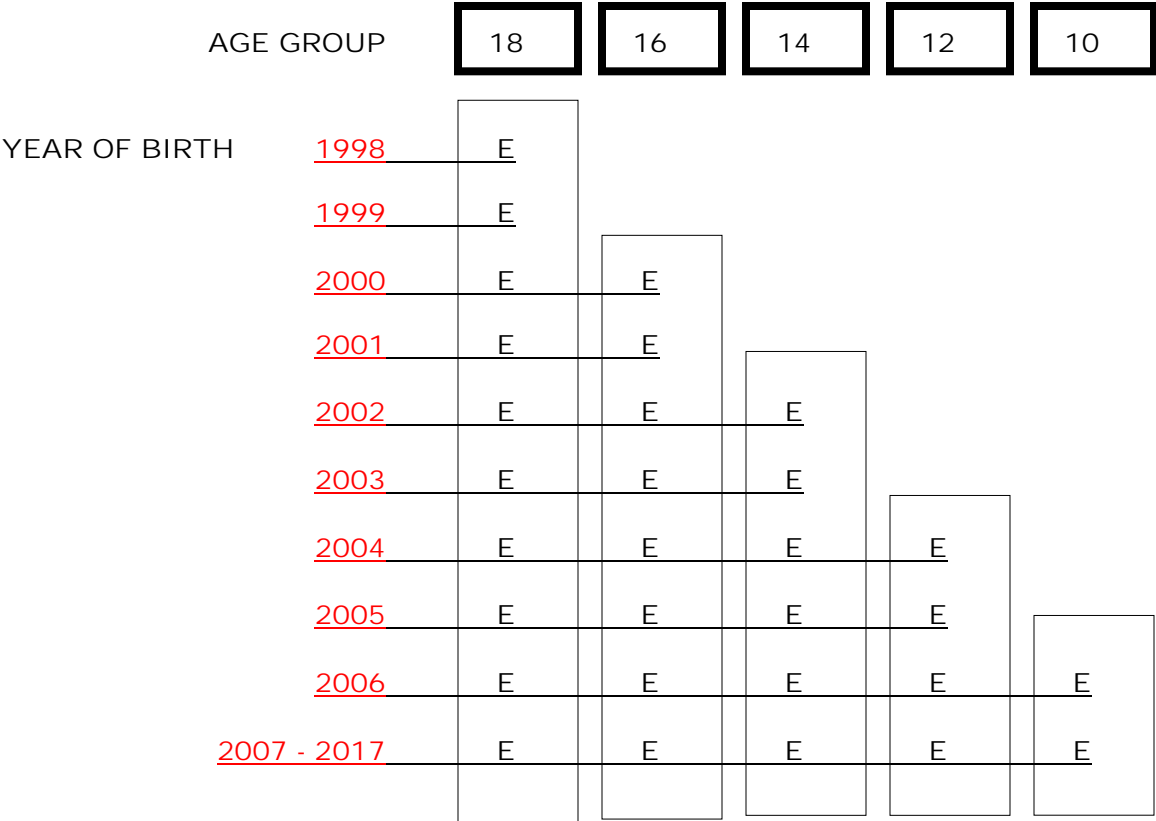 AGE GROUP 18 16 14 12 10
YEAR OF BIRTH 1998 E
1999 E
2000 E E
2001 E E
2002 E E E
2003 E E E
2004 E E E E
2005 E E E E
2006 E E E E E
2007 - 2017 E E E E E